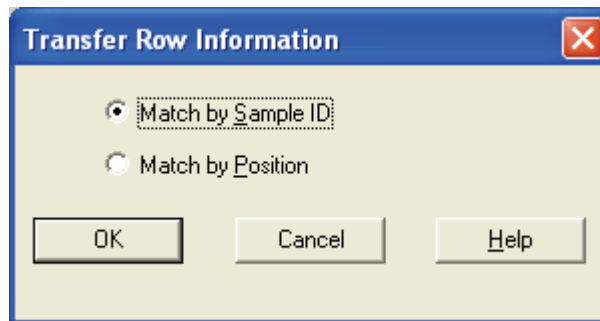 Transfer Row Information
Match by Sample ID
Match by Position
OK Cancel Help